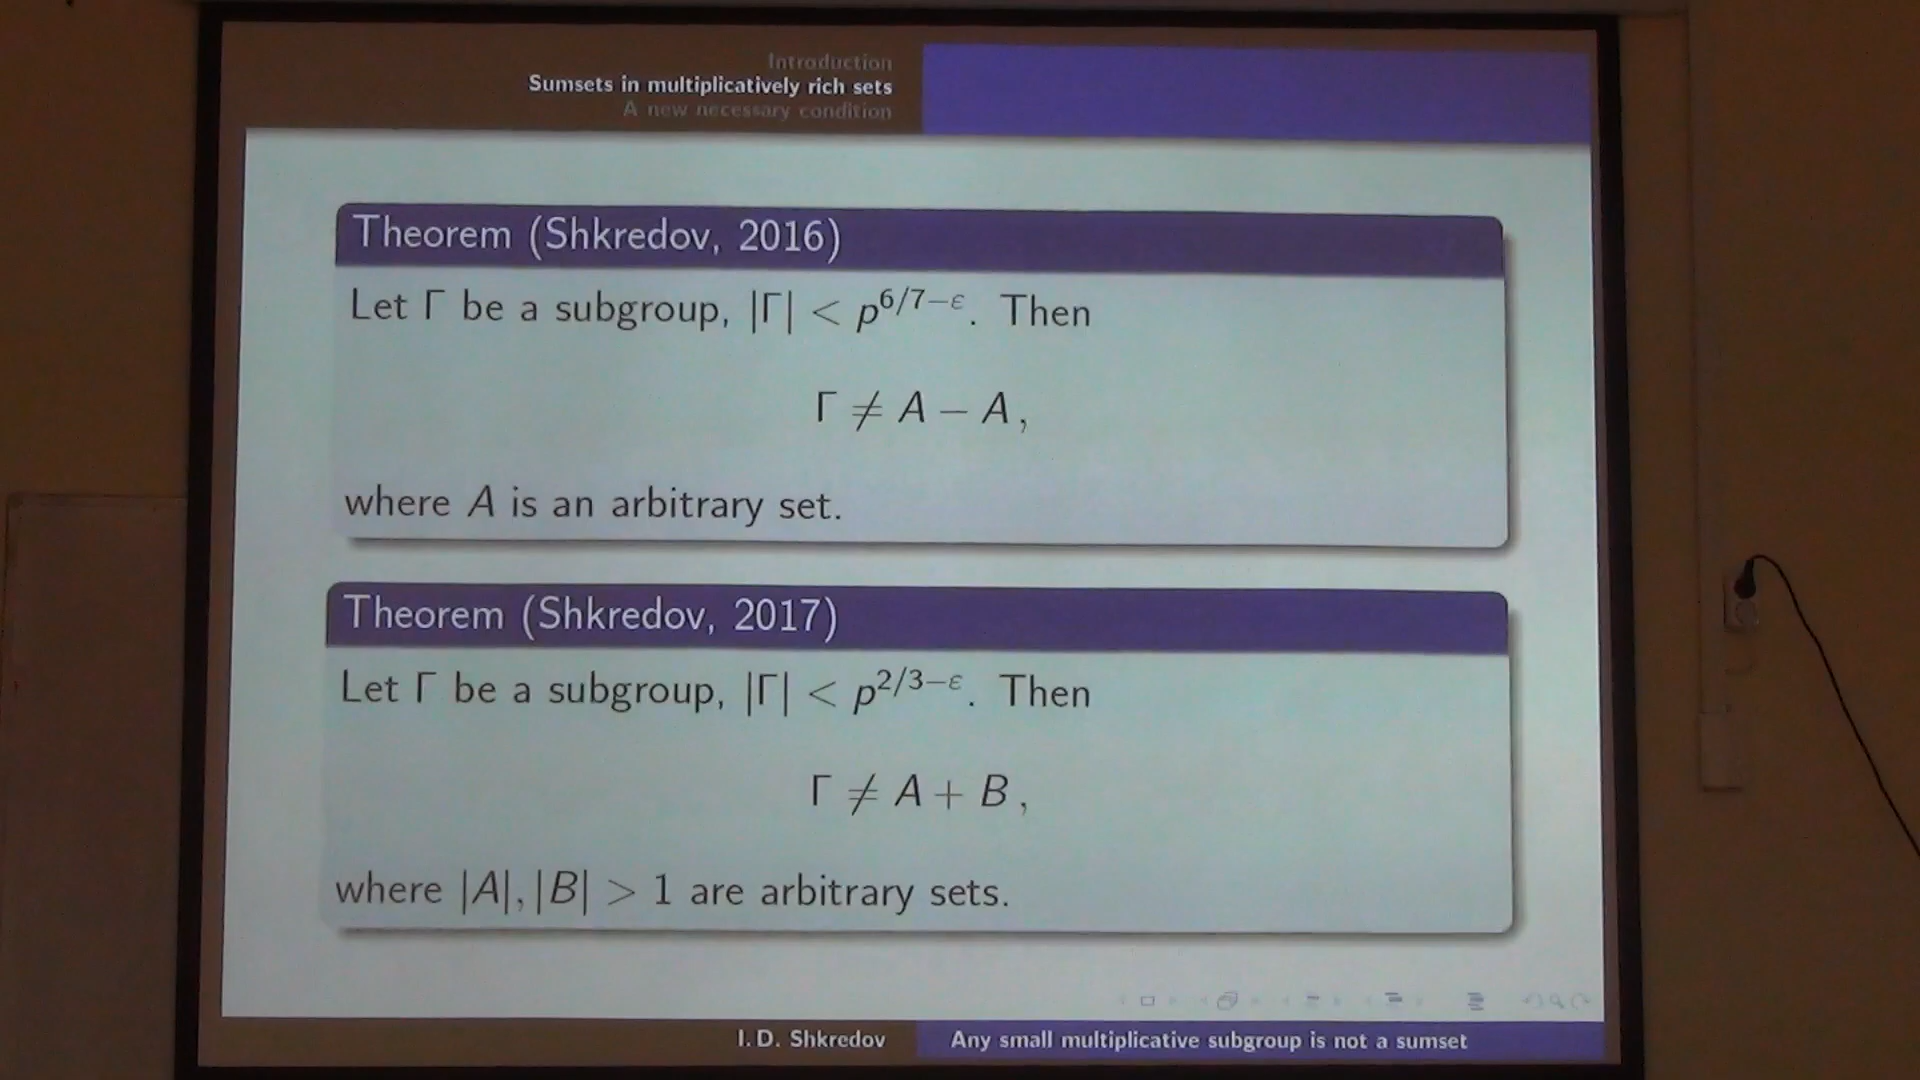 Introduction
Sumsets in multiplicatively rich sets
A new necessary condition
Theorem (Shkredov, 2016)
Let Γ be a subgroup, |Γ| < p^{6/7−ε}. Then
Γ ≠ A − A,
where A is an arbitrary set.
Theorem (Shkredov, 2017)
Let Γ be a subgroup, |Γ| < p^{2/3−ε}. Then
Γ ≠ A + B,
where |A|, |B| > 1 are arbitrary sets.
I. D. Shkredov
Any small multiplicative subgroup is not a sumset